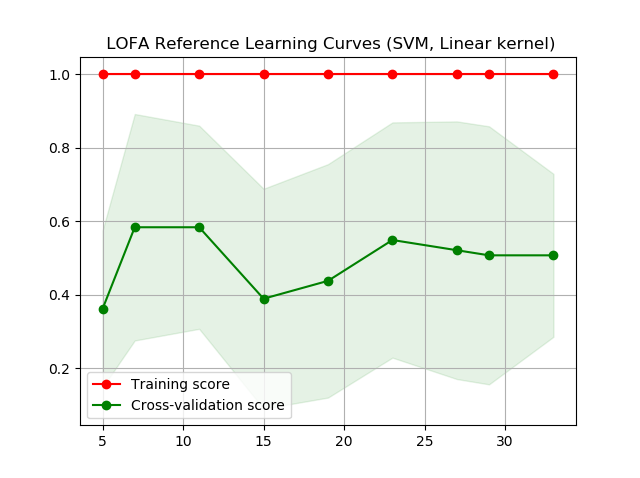 LOFA Reference Learning Curves (SVM, Linear kernel)
1.0
0.8
0.6
0.4
0.2
Training score
Cross-validation score
5 10 15 20 25 30